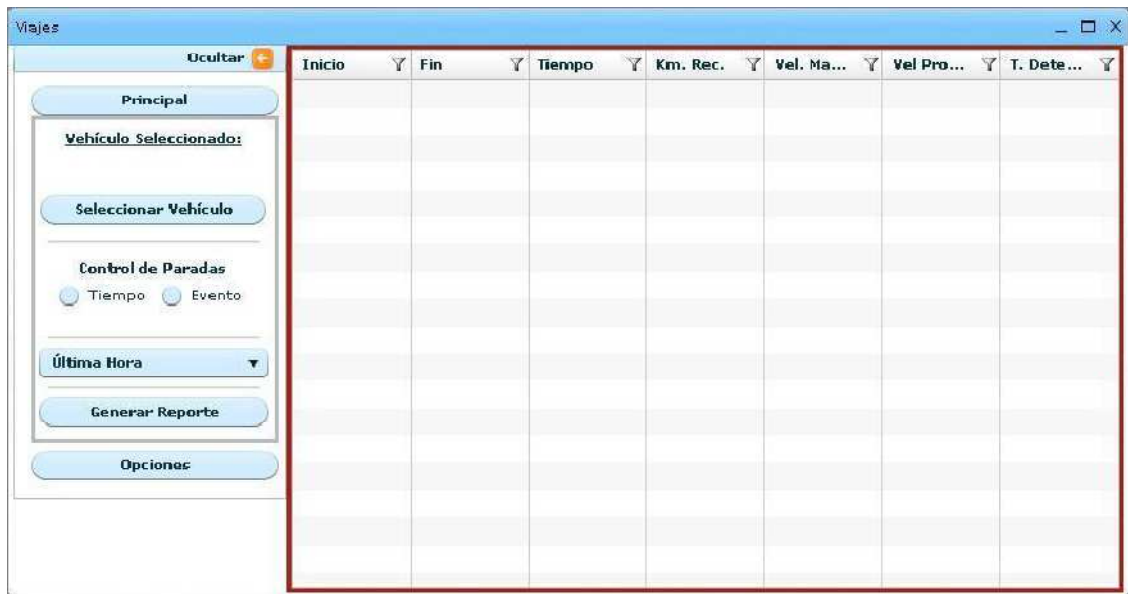 Viajes
Ocultar
Principal
Vehículo Seleccionado:
Seleccionar Vehículo
Control de Paradas
Tiempo Evento
Última Hora
Generar Reporte
Opciones
Inicio Fin Tiempo Km. Rec. Vel. Ma... Vel Pro... T. Dete...